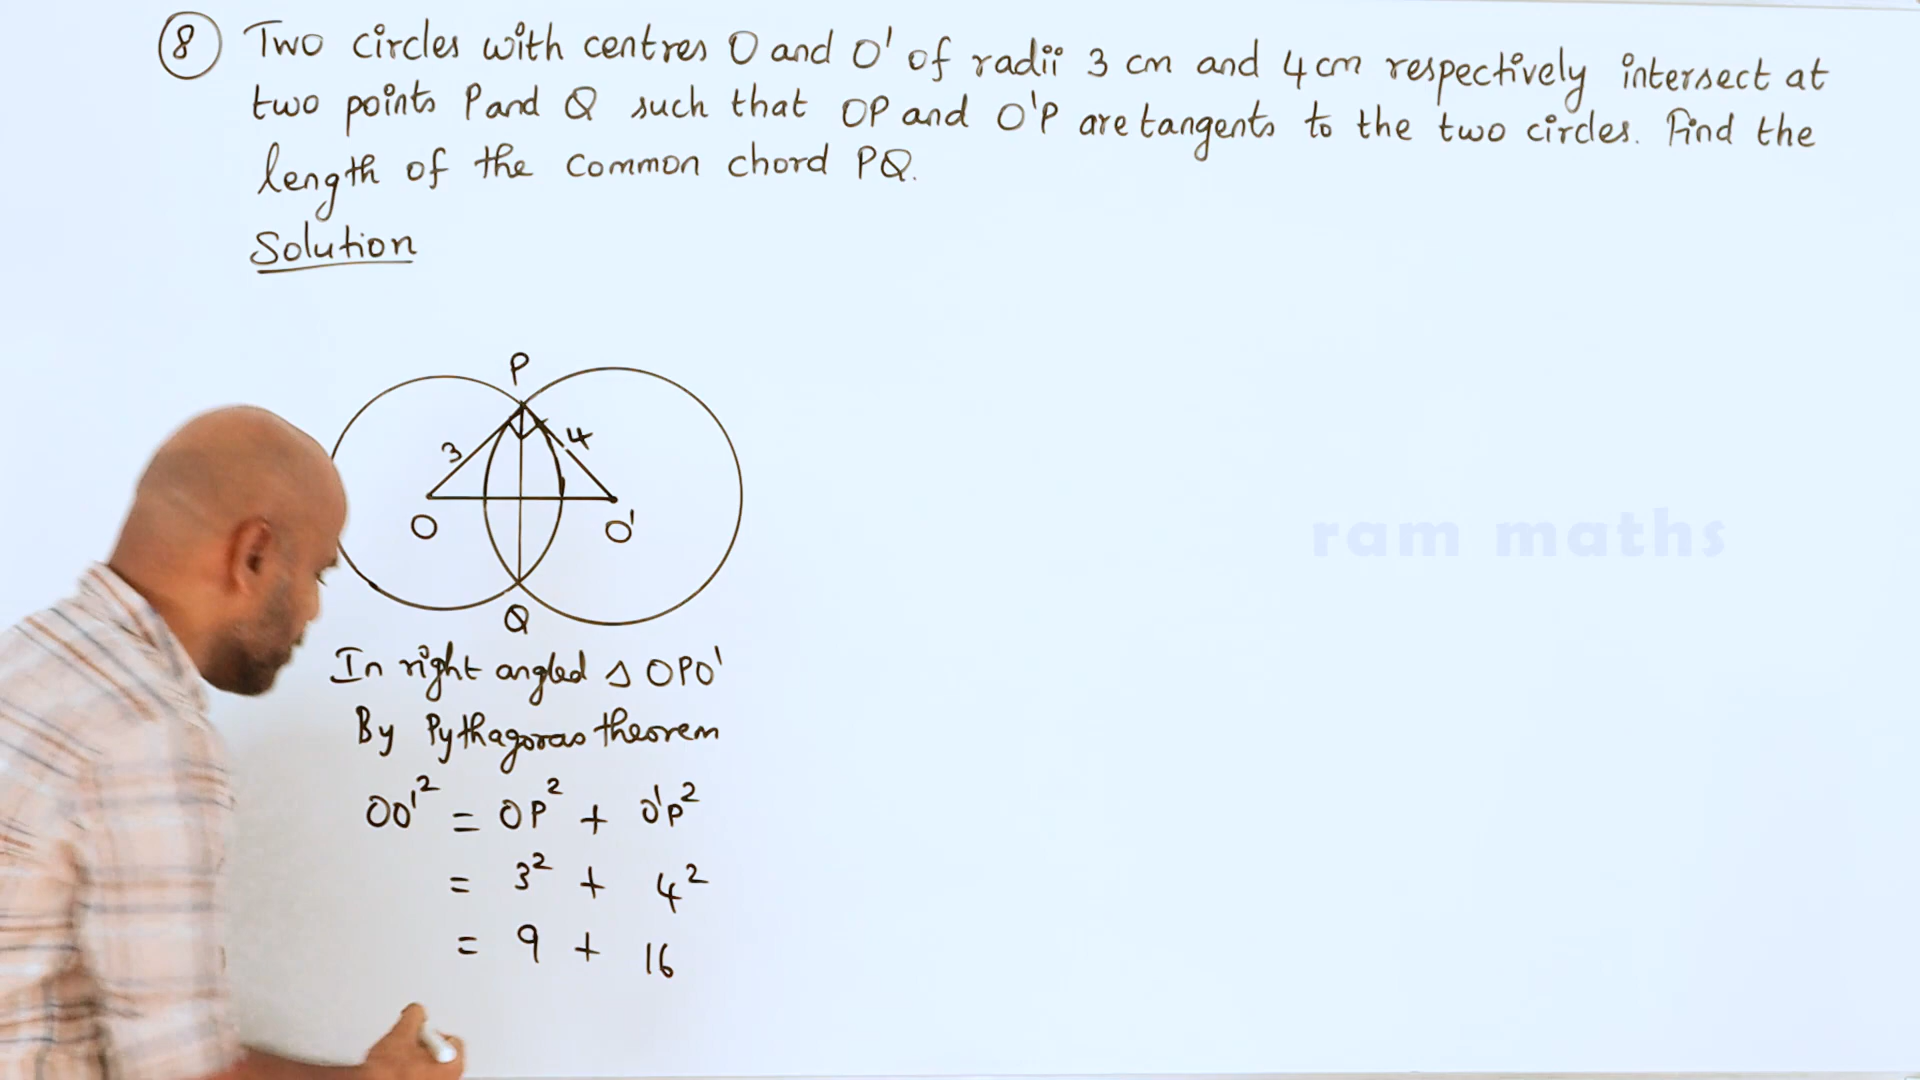 8 Two circles with centres O and O' of radii 3 cm and 4 cm respectively intersect at
two points P and Q such that OP and O'P are tangents to the two circles. Find the
length of the common chord PQ.
Solution
P
3 4
O O'
Q
In right angled △ OPO'
By Pythagoras theorem
OO'² = OP² + O'P²
= 3² + 4²
= 9 + 16
ram maths